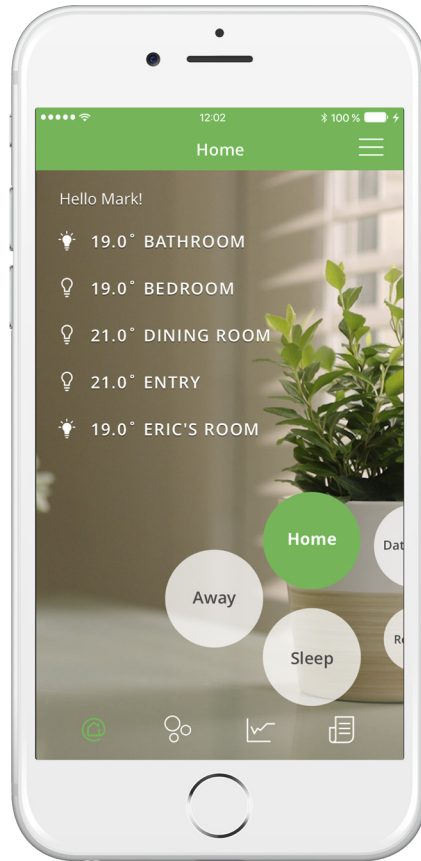 12:02
100 %
Home
Hello Mark!
19.0° BATHROOM
19.0° BEDROOM
21.0° DINING ROOM
21.0° ENTRY
19.0° ERIC'S ROOM
Home
Dat
Away
Sleep